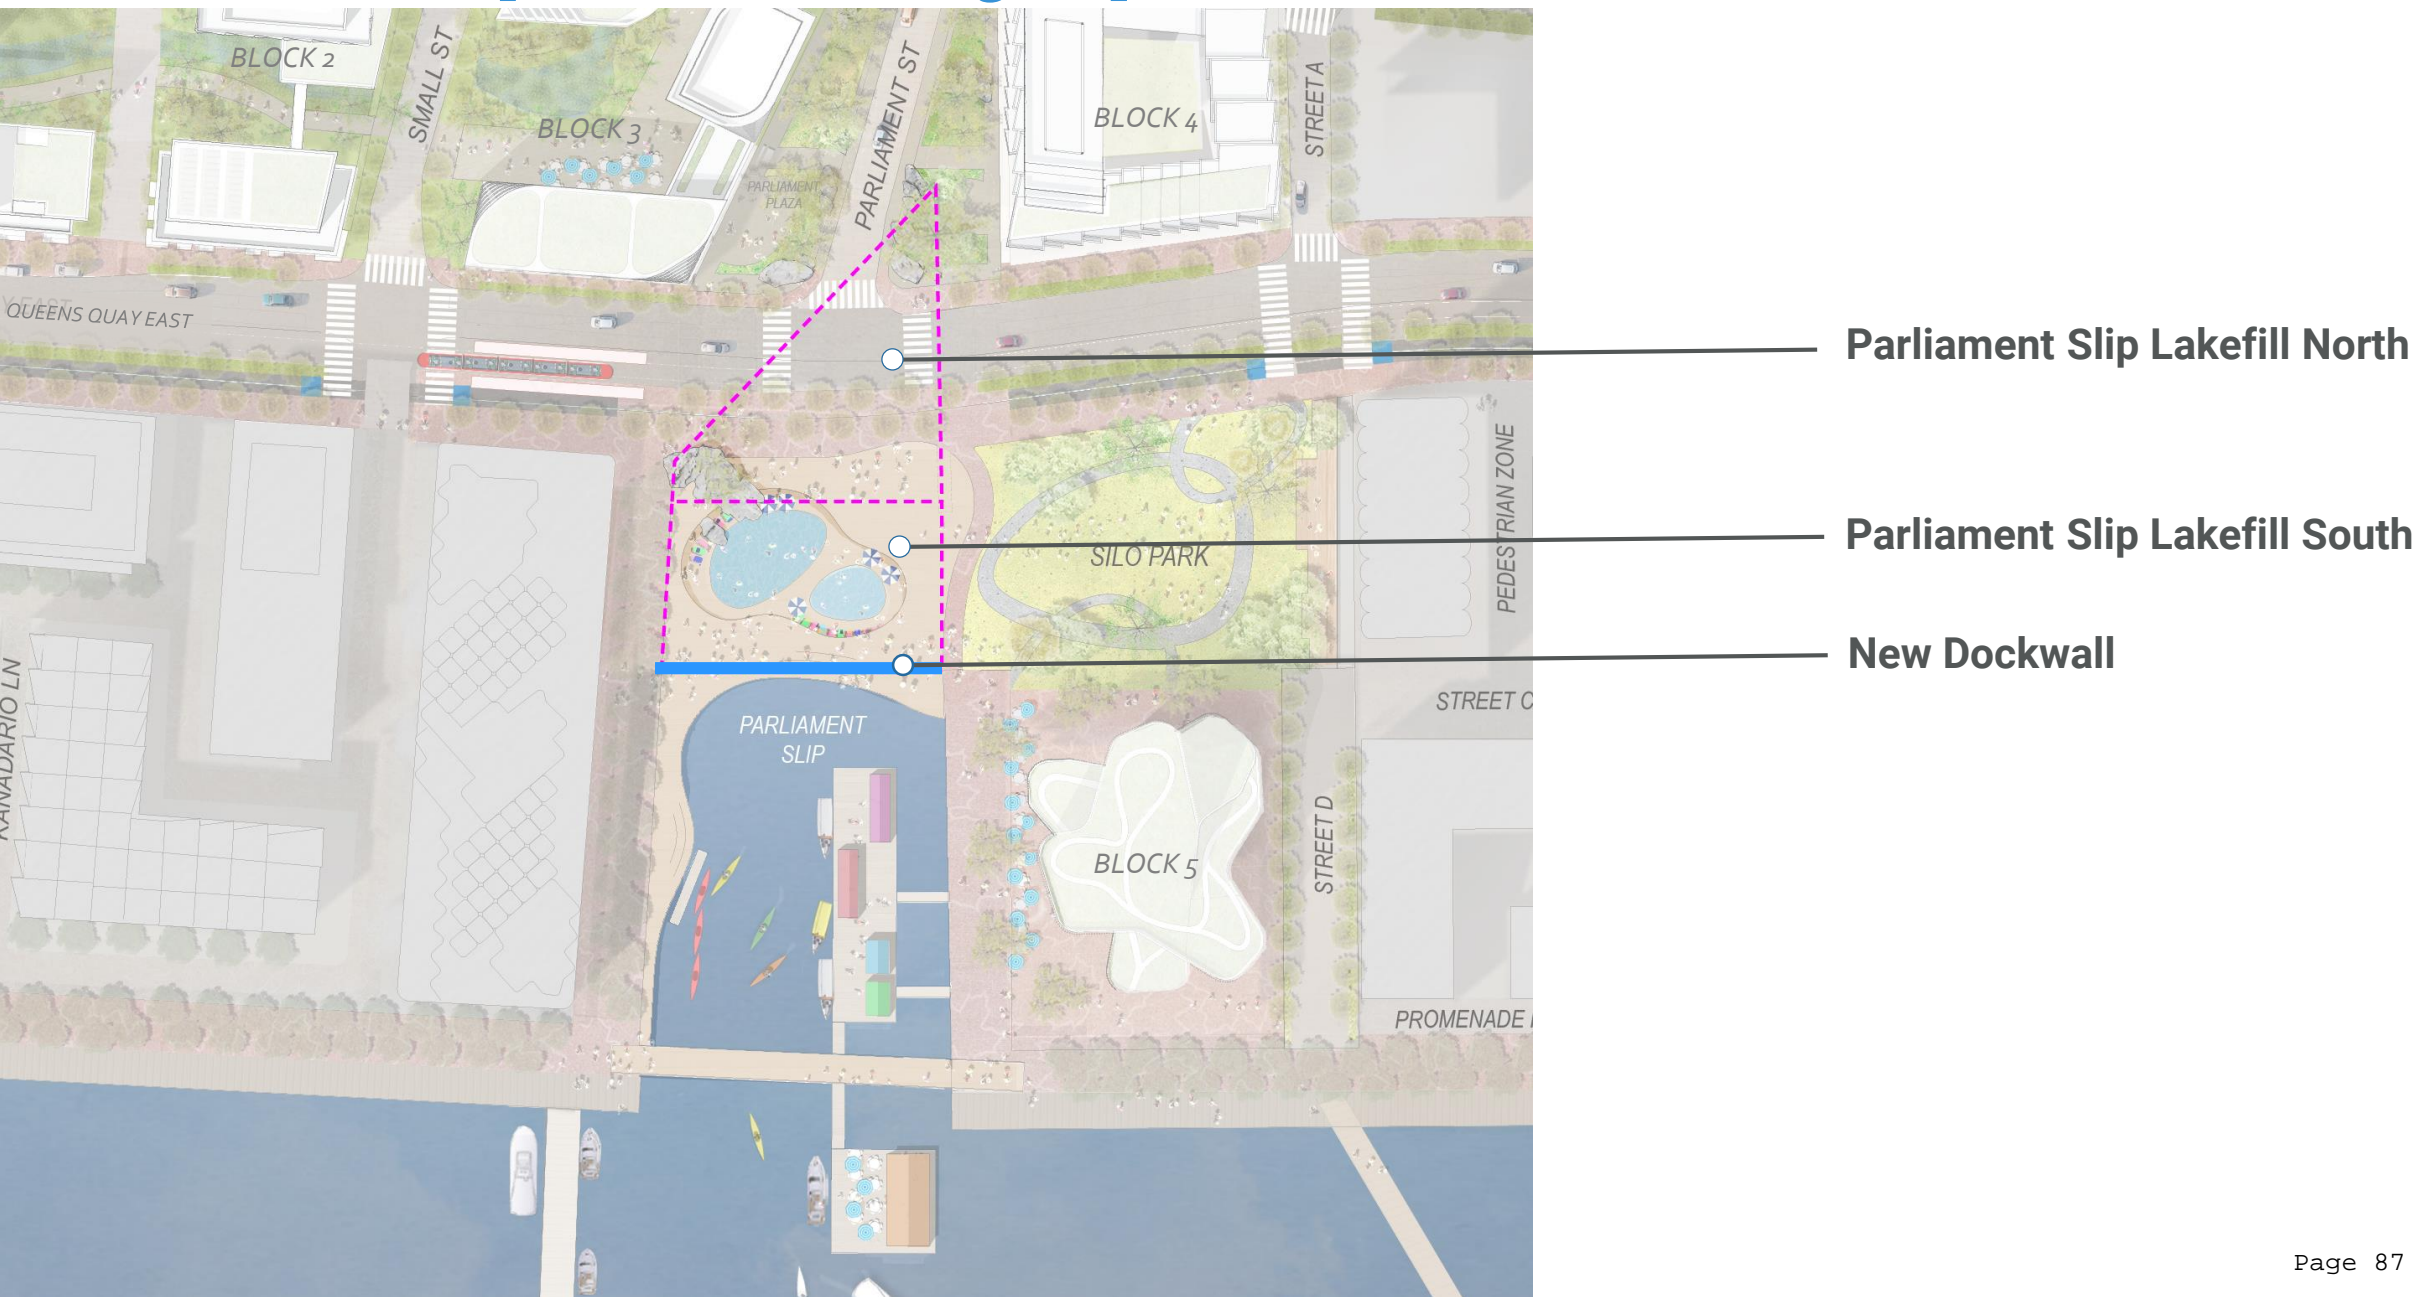 BLOCK 2
SMALL ST
BLOCK 3
PARLIAMENT ST
BLOCK 4
STREET A
PARLIAMENT
PLAZA
QUEENS QUAY EAST
Parliament Slip Lakefill North
PEDESTRIAN ZONE
Parliament Slip Lakefill South
SILO PARK
New Dockwall
KANADARIO LN
STREET C
PARLIAMENT
SLIP
BLOCK 5
STREET D
PROMENADE
Page 87